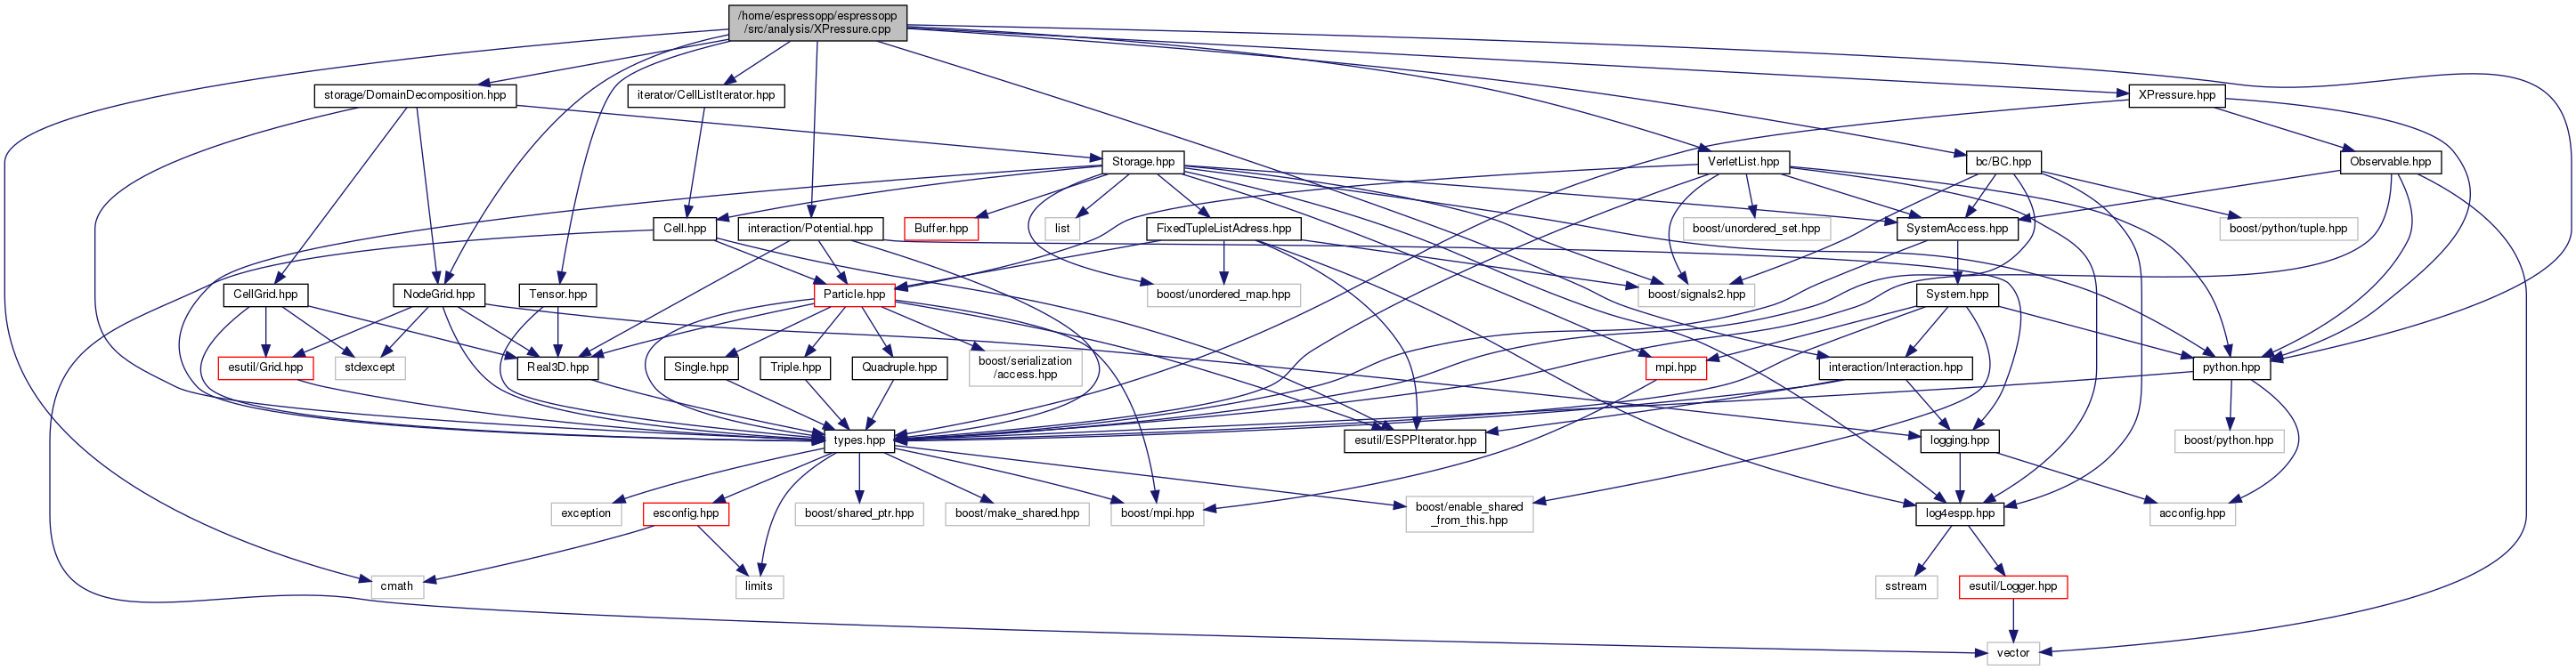 /home/espressopp/espressopp
/src/analysis/XPressure.cpp
storage/DomainDecomposition.hpp
iterator/CellListIterator.hpp
XPressure.hpp
Storage.hpp
VerletList.hpp
bc/BC.hpp
Observable.hpp
Cell.hpp
interaction/Potential.hpp
Buffer.hpp
list
FixedTupleListAdress.hpp
boost/unordered_set.hpp
SystemAccess.hpp
boost/python/tuple.hpp
CellGrid.hpp
NodeGrid.hpp
Tensor.hpp
Particle.hpp
boost/unordered_map.hpp
boost/signals2.hpp
System.hpp
esutil/Grid.hpp
stdexcept
Real3D.hpp
Single.hpp
Triple.hpp
Quadruple.hpp
boost/serialization
/access.hpp
mpi.hpp
interaction/Interaction.hpp
python.hpp
types.hpp
esutil/ESPPIterator.hpp
logging.hpp
boost/python.hpp
exception
esconfig.hpp
boost/shared_ptr.hpp
boost/make_shared.hpp
boost/mpi.hpp
boost/enable_shared
_from_this.hpp
log4espp.hpp
acconfig.hpp
cmath
limits
sstream
esutil/Logger.hpp
vector